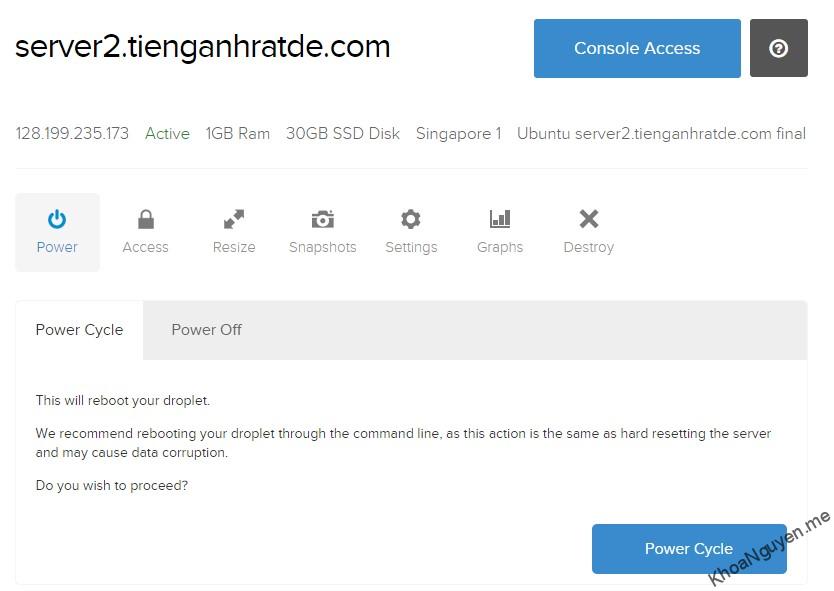 server2.tienganhratde.com
Console Access
128.199.235.173 Active 1GB Ram 30GB SSD Disk Singapore 1 Ubuntu server2.tienganhratde.com final
Power Access Resize Snapshots Settings Graphs Destroy
Power Cycle Power Off
This will reboot your droplet.
We recommend rebooting your droplet through the command line, as this action is the same as hard resetting the server
and may cause data corruption.
Do you wish to proceed?
Power Cycle
KhoaNguyen.me